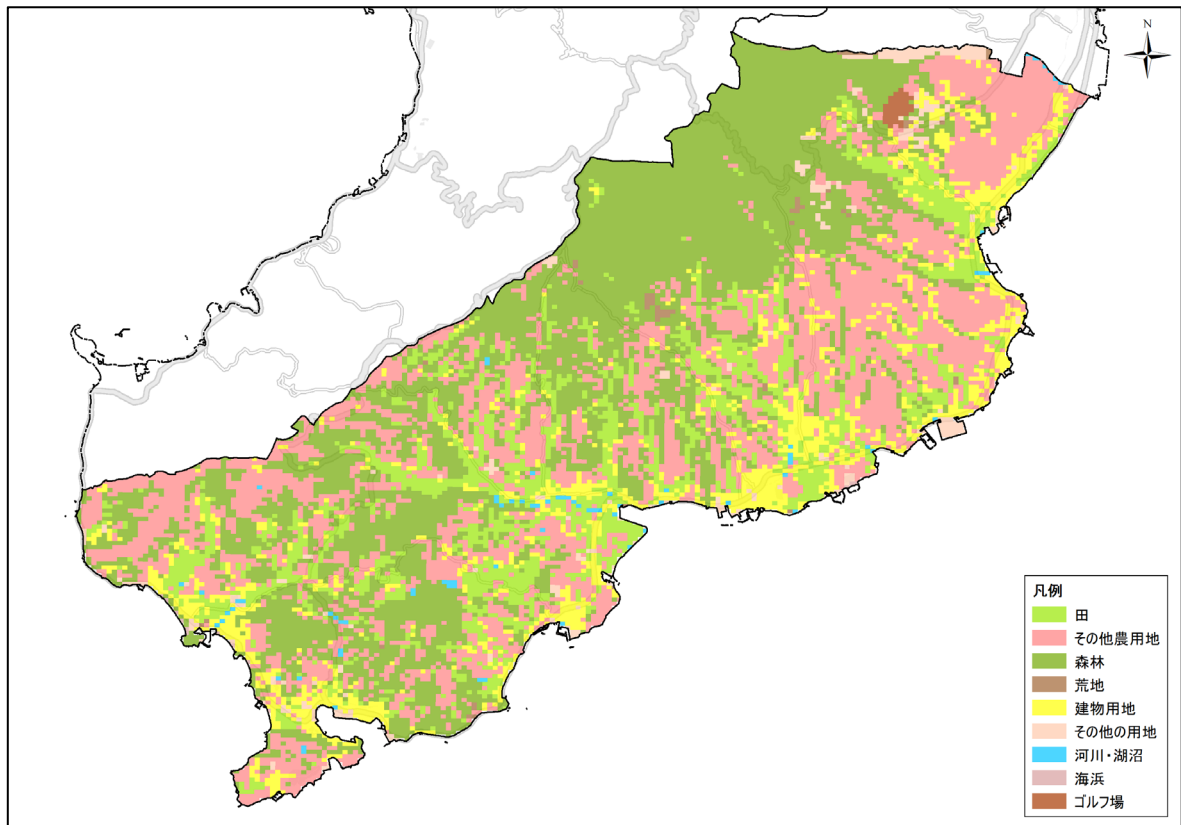 N
凡例
田
その他農用地
森林
荒地
建物用地
その他の用地
河川・湖沼
海浜
ゴルフ場